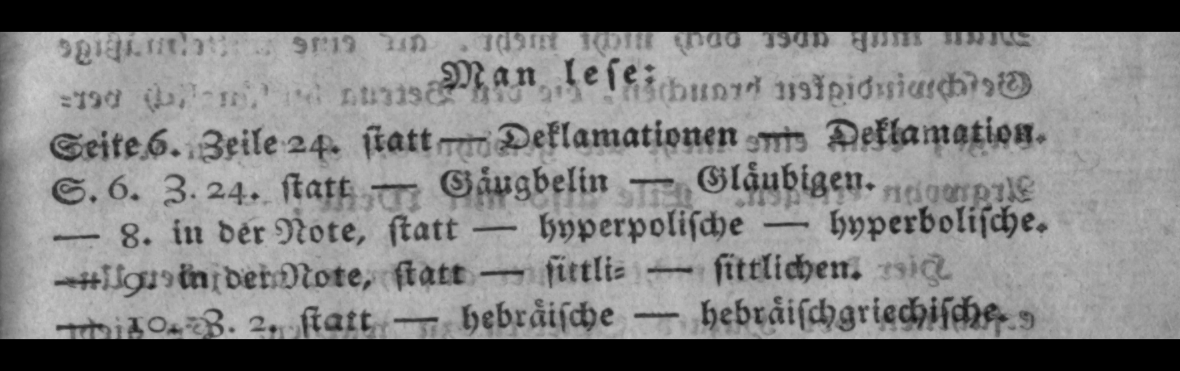 Man leſe:
Seite 6. Zeile 24. ſtatt — Deklamationen — Deklamation.
S. 6. Z. 24. ſtatt — Gäugbelin — Gläubigen.
— 8. in der Note, ſtatt — hyperpoliſche — hyperboliſche.
— 9. in der Note, ſtatt — ſittli⸗ — ſittlichen.
— 10. Z. 2. ſtatt — hebräiſche — hebräiſchgriechiſche.